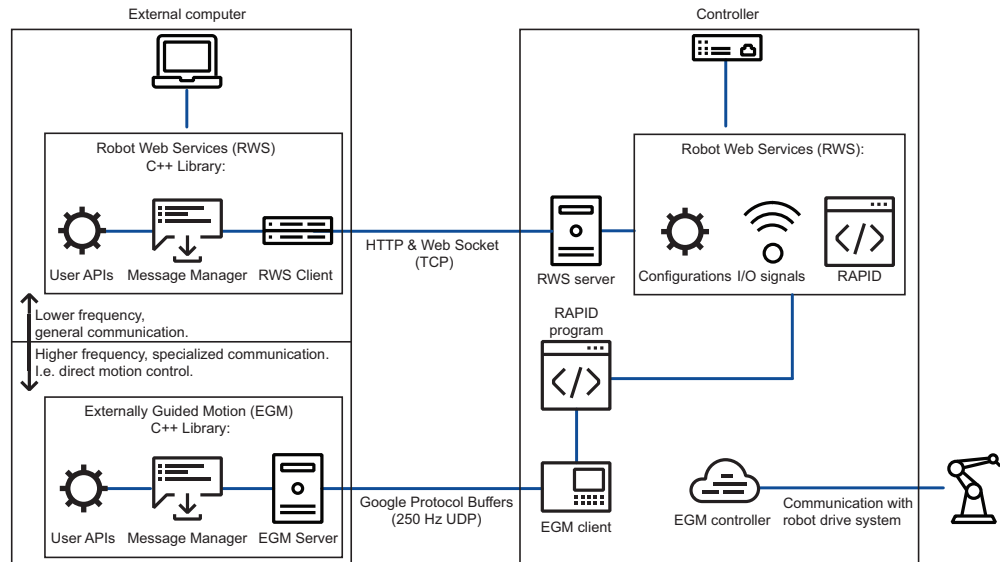 External computer
Controller
Robot Web Services (RWS)
C++ Library:
User APIs
Message Manager
RWS Client
HTTP & Web Socket
(TCP)
RWS server
Robot Web Services (RWS):
Configurations
I/O signals
RAPID
Lower frequency,
general communication.
Higher frequency, specialized communication.
I.e. direct motion control.
RAPID
program
Externally Guided Motion (EGM)
C++ Library:
User APIs
Message Manager
EGM Server
Google Protocol Buffers
(250 Hz UDP)
EGM client
EGM controller
Communication with
robot drive system